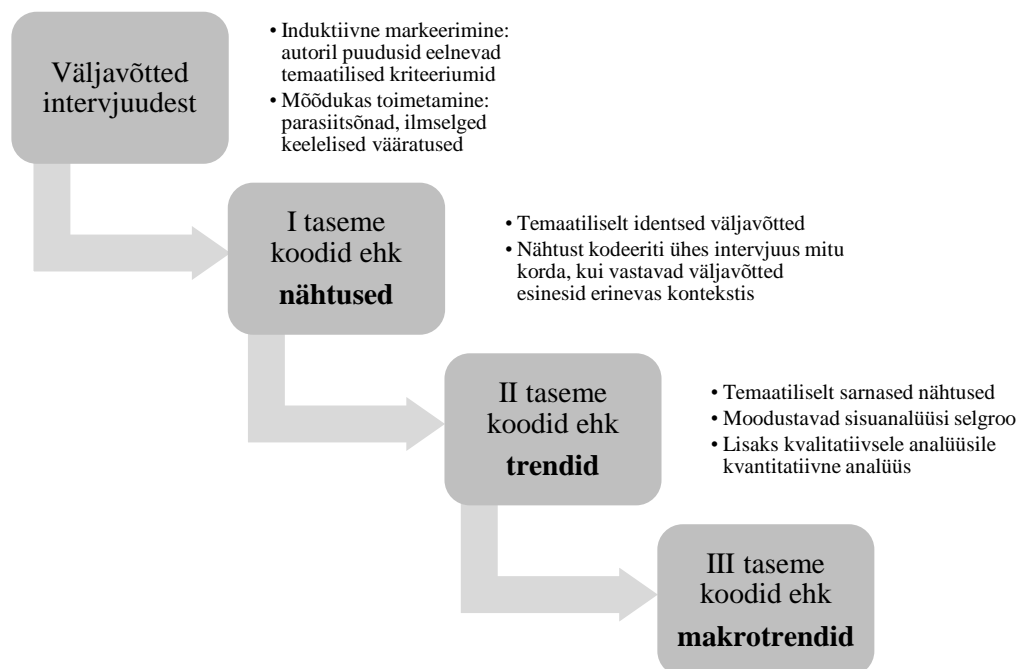 Väljavõtted
intervjuudest
• Induktiivne markeerimine:
autoril puudusid eelnevad
temaatilised kriteeriumid
• Mõõdukas toimetamine:
parasiitsõnad, ilmselged
keelelised vääratused
I taseme
koodid ehk
nähtused
• Temaatiliselt identsed väljavõtted
• Nähtust kodeeriti ühes intervjuus mitu
korda, kui vastavad väljavõtted
esinesid erinevas kontekstis
II taseme
koodid ehk
trendid
• Temaatiliselt sarnased nähtused
• Moodustavad sisuanalüüsi selgroo
• Lisaks kvalitatiivsele analüüsile
kvantitatiivne analüüs
III taseme
koodid ehk
makrotrendid